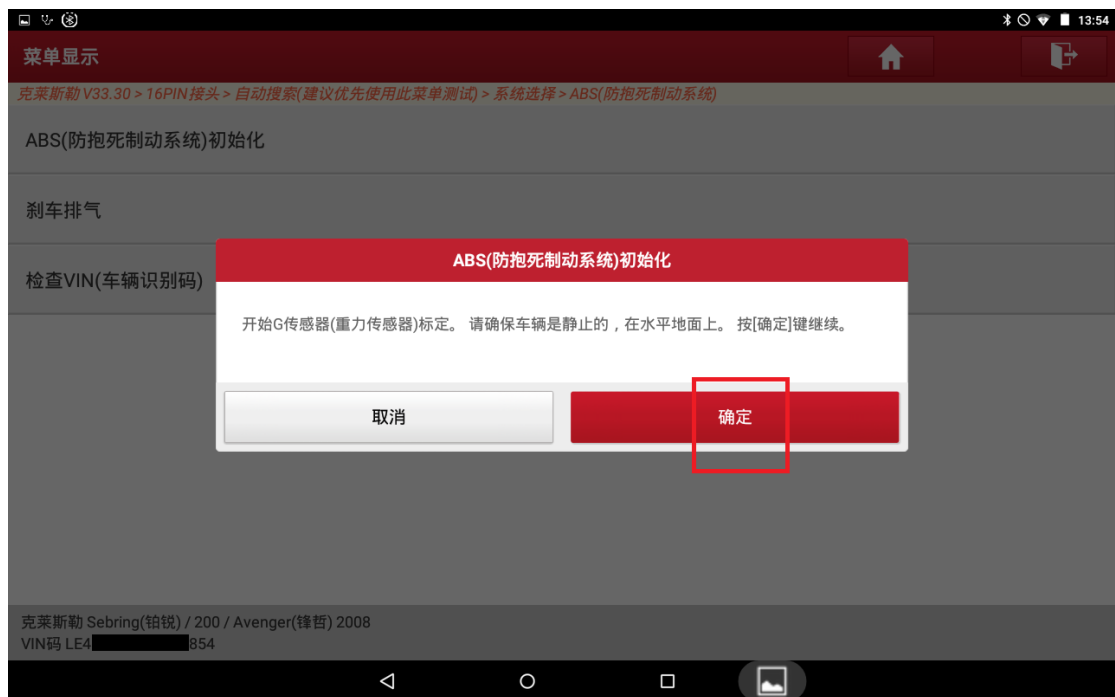 13:54
菜单显示
克莱斯勒 V33.30 > 16PIN接头 > 自动搜索(建议优先使用此菜单测试) > 系统选择 > ABS(防抱死制动系统)
ABS(防抱死制动系统)初始化
刹车排气
检查VIN(车辆识别码)
ABS(防抱死制动系统)初始化
开始G传感器(重力传感器)标定。 请确保车辆是静止的 , 在水平地面上。 按[确定]键继续。
取消
确定
克莱斯勒 Sebring(铂锐) / 200 / Avenger(锋哲) 2008
VIN码 LE4 854